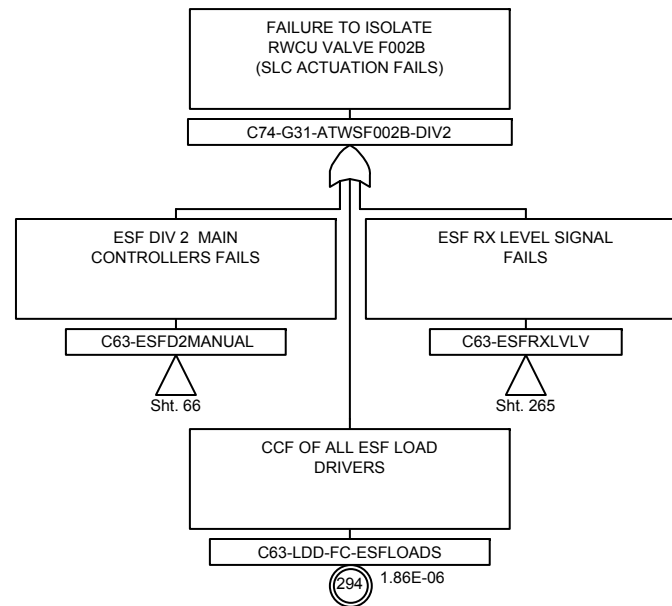 FAILURE TO ISOLATE
RWCU VALVE F002B
(SLC ACTUATION FAILS)
C74-G31-ATWSF002B-DIV2
ESF DIV 2 MAIN
CONTROLLERS FAILS
C63-ESFD2MANUAL
Sht. 66
ESF RX LEVEL SIGNAL
FAILS
C63-ESFRXLVLV
Sht. 265
CCF OF ALL ESF LOAD
DRIVERS
C63-LDD-FC-ESFLOADS
294
1.86E-06